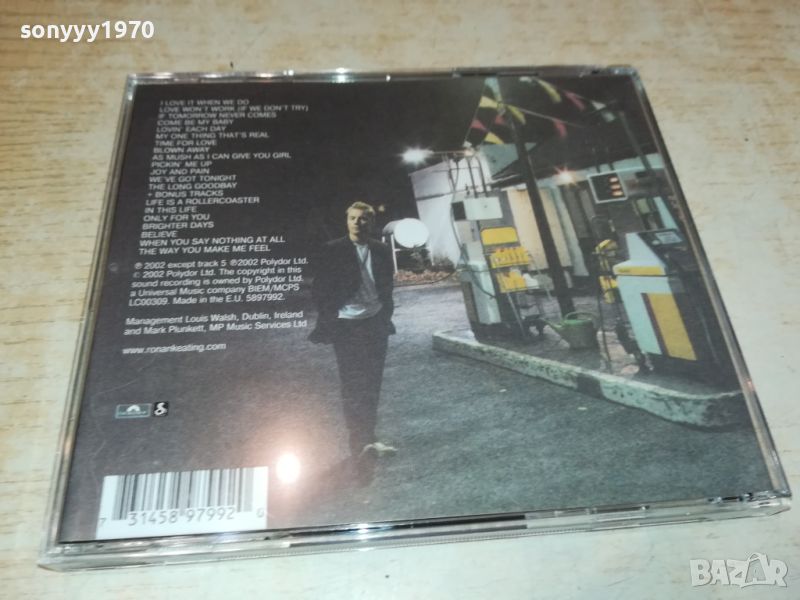 sonyyy1970
I LOVE IT WHEN WE DO
LOVE WON'T WORK (IF WE DON'T TRY)
IF TOMORROW NEVER COMES
COME BE MY BABY
LOVIN' EACH DAY
MY ONE THING THAT'S REAL
TIME FOR LOVE
BLOWN AWAY
AS MUSH AS I CAN GIVE YOU GIRL
PICKIN' ME UP
JOY AND PAIN
WE'VE GOT TONIGHT
THE LONG GOODBAY
+ BONUS TRACKS
LIFE IS A ROLLERCOASTER
IN THIS LIFE
ONLY FOR YOU
BRIGHTER DAYS
BELIEVE
WHEN YOU SAY NOTHING AT ALL
THE WAY YOU MAKE ME FEEL
℗ 2002 except track 5 ℗2002 Polydor Ltd.
© 2002 Polydor Ltd. The copyright in this
sound recording is owned by Polydor Ltd.
a Universal Music company BIEM/MCPS
LC00309. Made in the E.U. 5897992.
Management Louis Walsh, Dublin, Ireland
and Mark Plunkett, MP Music Services Ltd
www.ronankeating.com
7 31458 97992 6
BAZAR